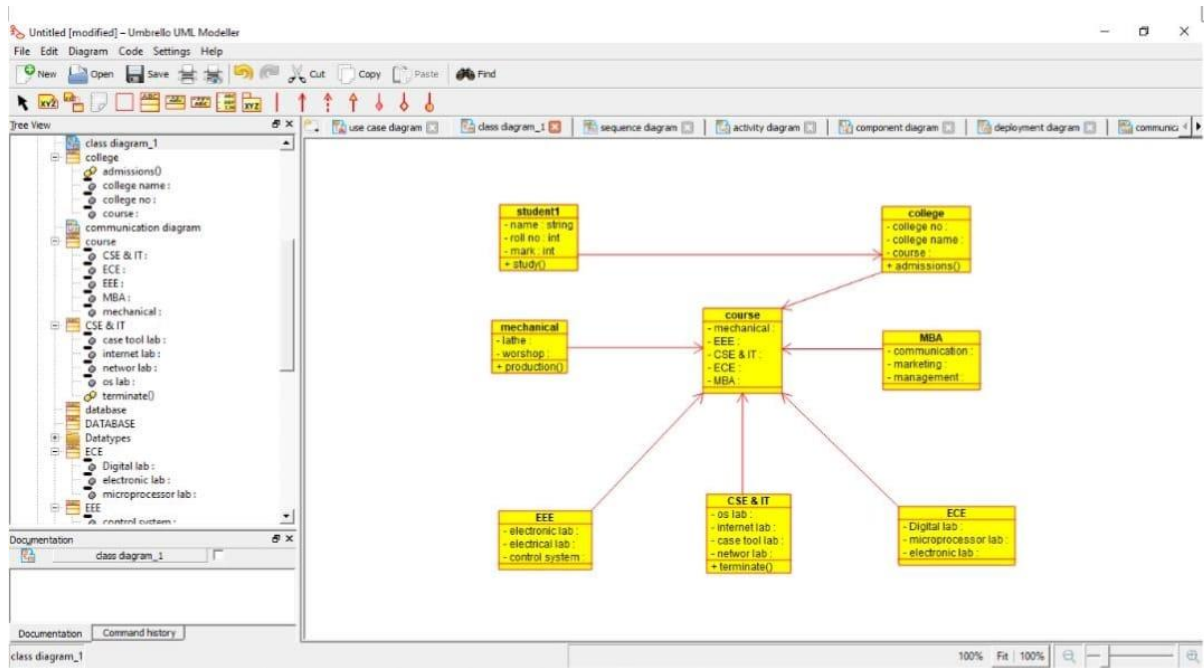 Untitled [modified] – Umbrello UML Modeller
File Edit Diagram Code Settings Help
New Open Save Cut Copy Paste Find
Tree View
use case diagram class diagram_1 sequence diagram activity diagram component diagram deployment diagram communica
class diagram_1
college
admissions()
college name :
college no :
course :
communication diagram
course
CSE & IT :
ECE :
EEE :
MBA :
mechanical :
CSE & IT
case tool lab :
internet lab :
networ lab :
os lab :
terminate()
database
DATABASE
Datatypes
ECE
Digital lab :
electronic lab :
microprocessor lab :
EEE
control system :
Documentation
class diagram_1
Documentation Command history
class diagram_1
student1
- name : string
- roll no : int
- mark : int
+ study()
college
- college no :
- college name :
- course :
+ admissions()
mechanical
- lathe :
- worshop :
+ production()
course
- mechanical :
- EEE :
- CSE & IT :
- ECE :
- MBA :
MBA
- communication :
- marketing :
- management :
EEE
- electronic lab :
- electrical lab :
- control system :
CSE & IT
- os lab :
- internet lab :
- case tool lab :
- networ lab :
+ terminate()
ECE
- Digital lab :
- microprocessor lab :
- electronic lab :
100% Fit 100%